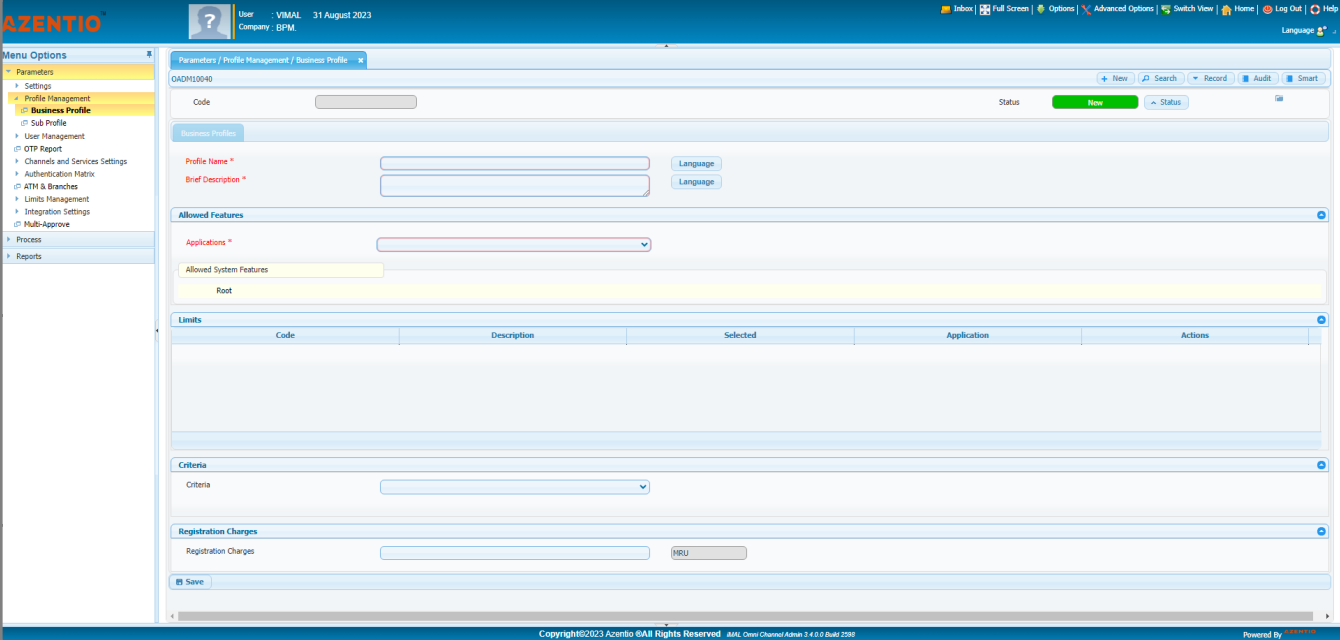 AZENTIO™
User : VIMAL 31 August 2023
Company : BPM.
Inbox | Full Screen | Options | Advanced Options | Switch View | Home | Log Out | Help
Language
Menu Options
Parameters
Settings
Profile Management
Business Profile
Sub Profile
User Management
OTP Report
Channels and Services Settings
Authentication Matrix
ATM & Branches
Limits Management
Integration Settings
Multi-Approve
Process
Reports
Parameters / Profile Management / Business Profile
OADM10040
New Search Record Audit Smart
Code Status New Status
Business Profiles
Profile Name * Language
Brief Description * Language
Allowed Features
Applications *
Allowed System Features
Root
Limits
Code Description Selected Application Actions
Criteria
Criteria
Registration Charges
Registration Charges MRU
Save
Copyright©2023 Azentio ®All Rights Reserved IMAL Omni Channel Admin 3.4.0.0 Build 2598
Powered By AZENTIO